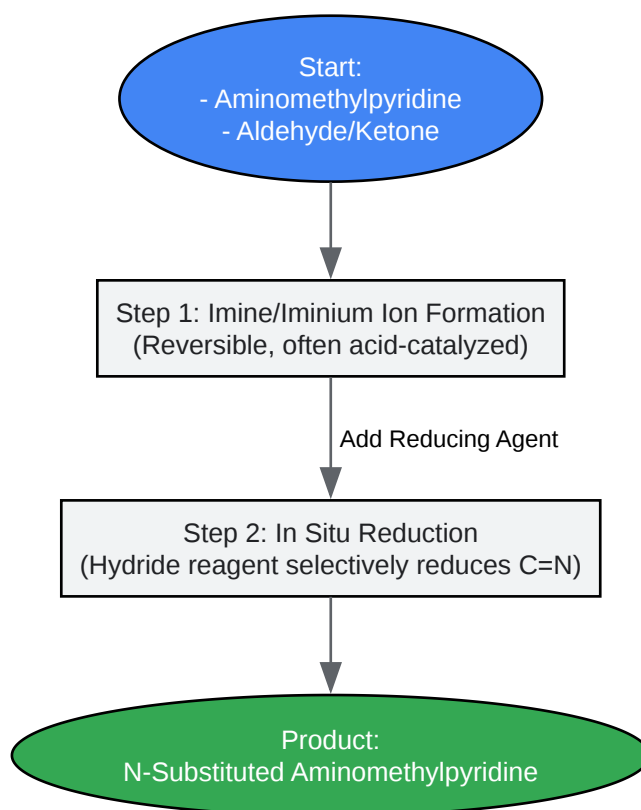 Start:
- Aminomethylpyridine
- Aldehyde/Ketone
Step 1: Imine/Iminium Ion Formation
(Reversible, often acid-catalyzed)
Add Reducing Agent
Step 2: In Situ Reduction
(Hydride reagent selectively reduces C=N)
Product:
N-Substituted Aminomethylpyridine